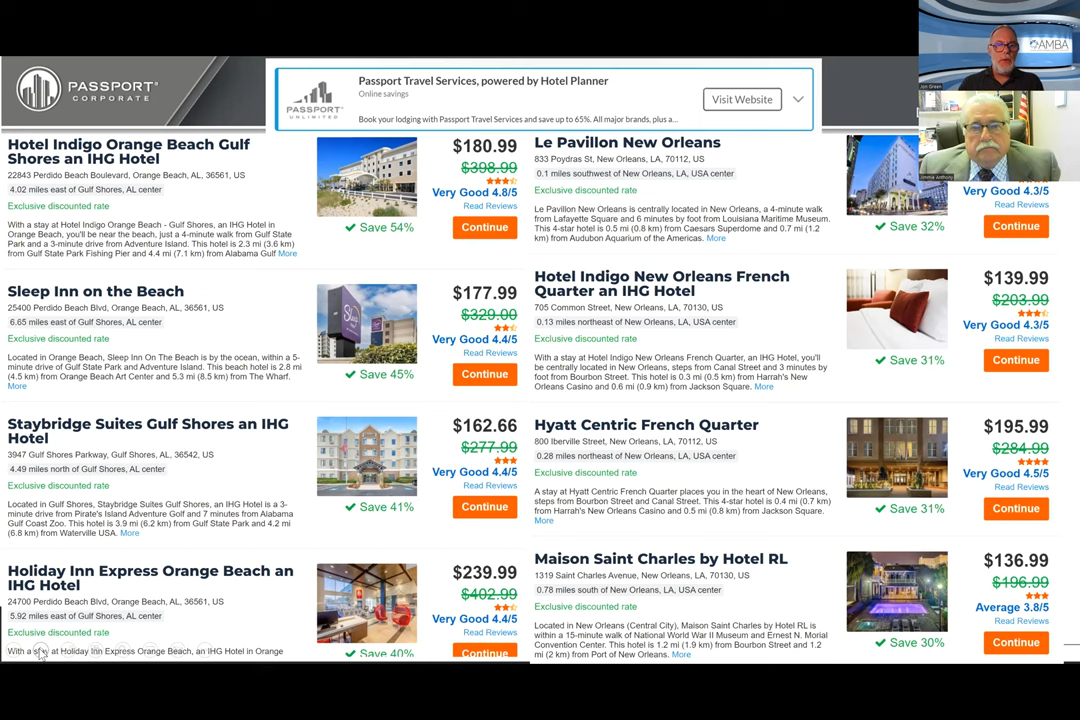 PASSPORT®
CORPORATE
PASSPORT
UNLIMITED
Passport Travel Services, powered by Hotel Planner
Online savings
Book your lodging with Passport Travel Services and save up to 65%. All major brands, plus a...
Visit Website
AMBA
Jon Green
Jimmie Anthony
Hotel Indigo Orange Beach Gulf
Shores an IHG Hotel
22843 Perdido Beach Boulevard, Orange Beach, AL, 36561, US
4.02 miles east of Gulf Shores, AL center
Exclusive discounted rate
With a stay at Hotel Indigo Orange Beach - Gulf Shores, an IHG Hotel in
Orange Beach, you'll be near the beach, just a 4-minute walk from Gulf State
Park and a 3-minute drive from Adventure Island. This hotel is 2.3 mi (3.6 km)
from Gulf State Park Fishing Pier and 4.4 mi (7.1 km) from Alabama Gulf More
Save 54%
$180.99
$398.99
Very Good 4.8/5
Read Reviews
Continue
Sleep Inn on the Beach
25400 Perdido Beach Blvd, Orange Beach, AL, 36561, US
6.65 miles east of Gulf Shores, AL center
Exclusive discounted rate
Located in Orange Beach, Sleep Inn On The Beach is by the ocean, within a 5-
minute drive of Gulf State Park and Adventure Island. This beach hotel is 2.8 mi
(4.5 km) from Orange Beach Art Center and 5.3 mi (8.5 km) from The Wharf.
More
Sleep
Save 45%
$177.99
$329.00
Very Good 4.4/5
Read Reviews
Continue
Staybridge Suites Gulf Shores an IHG
Hotel
3947 Gulf Shores Parkway, Gulf Shores, AL, 36542, US
4.49 miles north of Gulf Shores, AL center
Exclusive discounted rate
Located in Gulf Shores, Staybridge Suites Gulf Shores, an IHG Hotel is a 3-
minute drive from Pirate's Island Adventure Golf and 7 minutes from Alabama
Gulf Coast Zoo. This hotel is 3.9 mi (6.2 km) from Gulf State Park and 4.2 mi
(6.8 km) from Waterville USA. More
Save 41%
$162.66
$277.99
Very Good 4.4/5
Read Reviews
Continue
Holiday Inn Express Orange Beach an
IHG Hotel
24700 Perdido Beach Blvd, Orange Beach, AL, 36561, US
5.92 miles east of Gulf Shores, AL center
Exclusive discounted rate
With a stay at Holiday Inn Express Orange Beach, an IHG Hotel in Orange
Save 40%
$239.99
$402.99
Very Good 4.4/5
Read Reviews
Continue
Le Pavillon New Orleans
833 Poydras St, New Orleans, LA, 70112, US
0.1 miles southwest of New Orleans, LA, USA center
Exclusive discounted rate
Le Pavillon New Orleans is centrally located in New Orleans, a 4-minute walk
from Lafayette Square and 6 minutes by foot from Louisiana Maritime Museum.
This 4-star hotel is 0.5 mi (0.8 km) from Caesars Superdome and 0.7 mi (1.2
km) from Audubon Aquarium of the Americas. More
Save 32%
Very Good 4.3/5
Read Reviews
Continue
Hotel Indigo New Orleans French
Quarter an IHG Hotel
705 Common Street, New Orleans, LA, 70130, US
0.13 miles northeast of New Orleans, LA, USA center
Exclusive discounted rate
With a stay at Hotel Indigo New Orleans French Quarter, an IHG Hotel, you'll
be centrally located in New Orleans, steps from Canal Street and 3 minutes by
foot from Bourbon Street. This hotel is 0.3 mi (0.5 km) from Harrah's New
Orleans Casino and 0.6 mi (0.9 km) from Jackson Square. More
Save 31%
$139.99
$203.99
Very Good 4.3/5
Read Reviews
Continue
Hyatt Centric French Quarter
800 Iberville Street, New Orleans, LA, 70112, US
0.28 miles northeast of New Orleans, LA, USA center
Exclusive discounted rate
A stay at Hyatt Centric French Quarter places you in the heart of New Orleans,
steps from Bourbon Street and Canal Street. This 4-star hotel is 0.4 mi (0.7 km)
from Harrah's New Orleans Casino and 0.5 mi (0.8 km) from Jackson Square.
More
Save 31%
$195.99
$284.99
Very Good 4.5/5
Read Reviews
Continue
Maison Saint Charles by Hotel RL
1319 Saint Charles Avenue, New Orleans, LA, 70130, US
0.78 miles south of New Orleans, LA, USA center
Exclusive discounted rate
Located in New Orleans (Central City), Maison Saint Charles by Hotel RL is
within a 15-minute walk of National World War II Museum and Ernest N. Morial
Convention Center. This hotel is 1.2 mi (1.9 km) from Bourbon Street and 1.2
mi (2 km) from Port of New Orleans. More
Save 30%
$136.99
$196.99
Average 3.8/5
Read Reviews
Continue